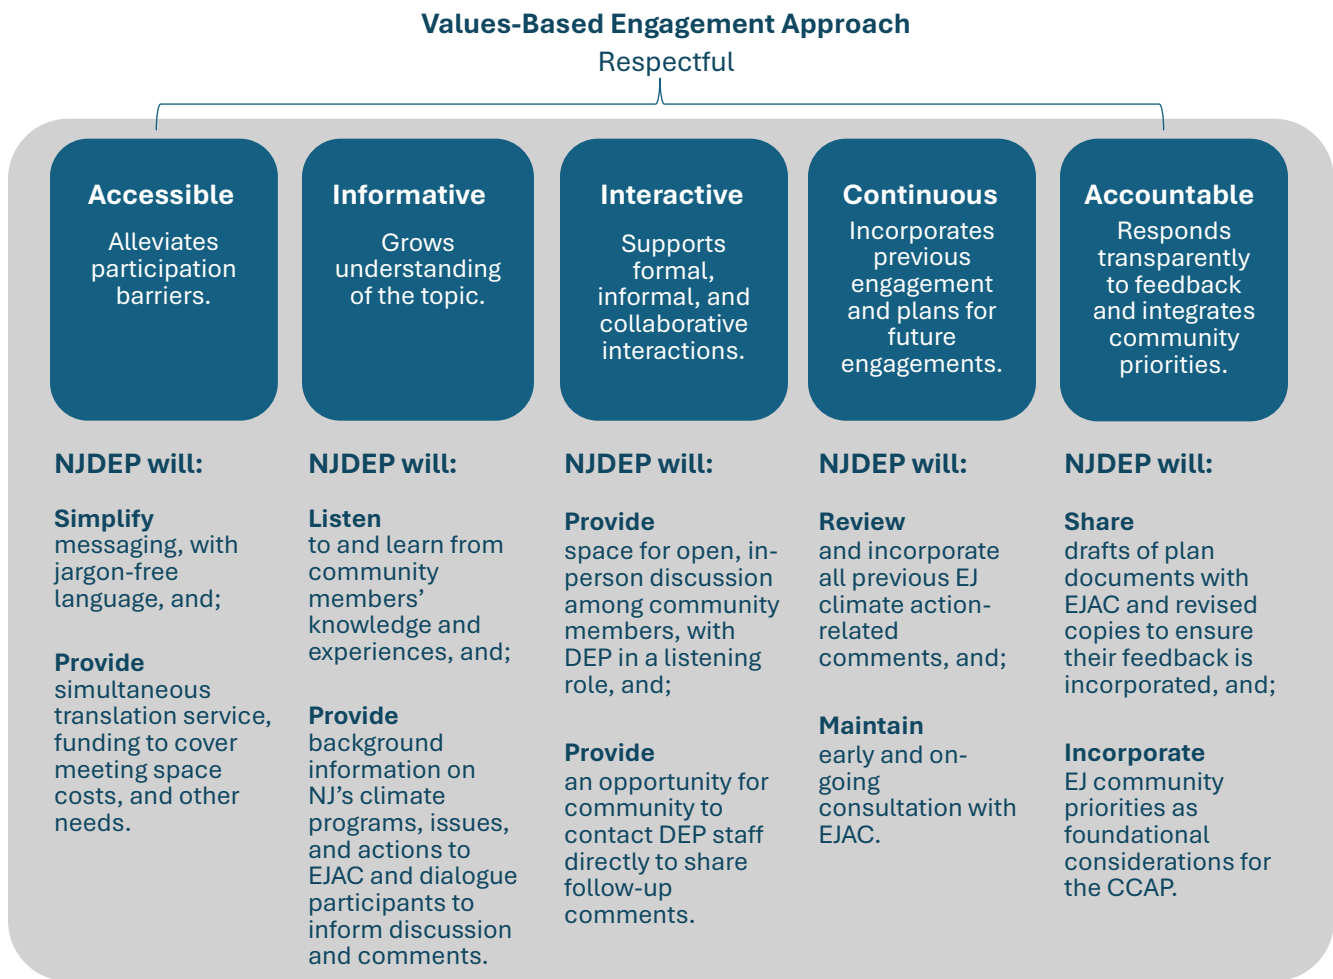 Values-Based Engagement Approach
Respectful
Accessible
Alleviates
participation
barriers.
Informative
Grows
understanding
of the topic.
Interactive
Supports
formal,
informal, and
collaborative
interactions.
Continuous
Incorporates
previous
engagement
and plans for
future
engagements.
Accountable
Responds
transparently
to feedback
and integrates
community
priorities.
NJDEP will:
Simplify
messaging, with
jargon-free
language, and;
Provide
simultaneous
translation service,
funding to cover
meeting space
costs, and other
needs.
NJDEP will:
Listen
to and learn from
community
members’
knowledge and
experiences, and;
Provide
background
information on
NJ’s climate
programs, issues,
and actions to
EJAC and dialogue
participants to
inform discussion
and comments.
NJDEP will:
Provide
space for open, in-
person discussion
among community
members, with
DEP in a listening
role, and;
Provide
an opportunity for
community to
contact DEP staff
directly to share
follow-up
comments.
NJDEP will:
Review
and incorporate
all previous EJ
climate action-
related
comments, and;
Maintain
early and on-
going
consultation with
EJAC.
NJDEP will:
Share
drafts of plan
documents with
EJAC and revised
copies to ensure
their feedback is
incorporated, and;
Incorporate
EJ community
priorities as
foundational
considerations for
the CCAP.